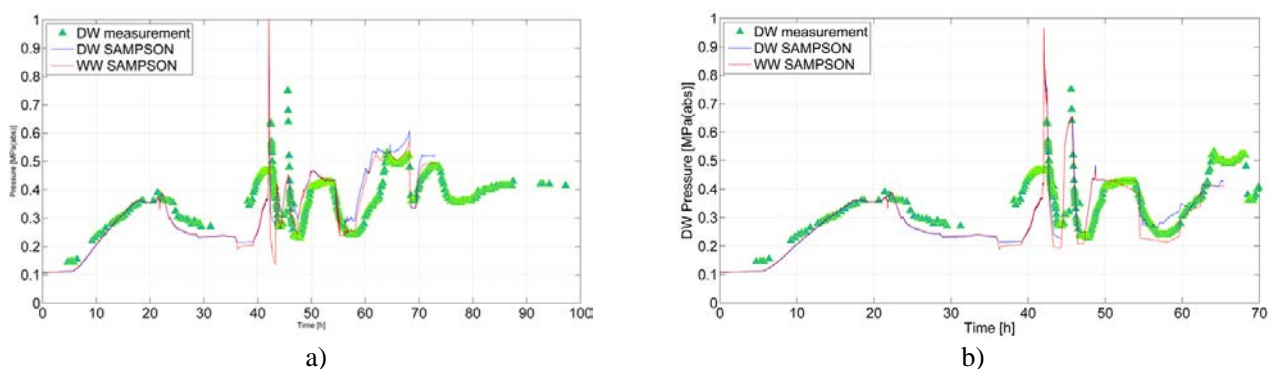 1
0.9
0.8
0.7
0.6
0.5
0.4
0.3
0.2
0.1
0
Pressure [MPa(abs)]
DW measurement
DW SAMPSON
WW SAMPSON
0 10 20 30 40 50 60 70 80 90
Time [h]
a)
1
0.9
0.8
0.7
0.6
0.5
0.4
0.3
0.2
0.1
0
DW Pressure [MPa(abs)]
DW measurement
DW SAMPSON
WW SAMPSON
0 10 20 30 40 50 60 70
Time [h]
b)